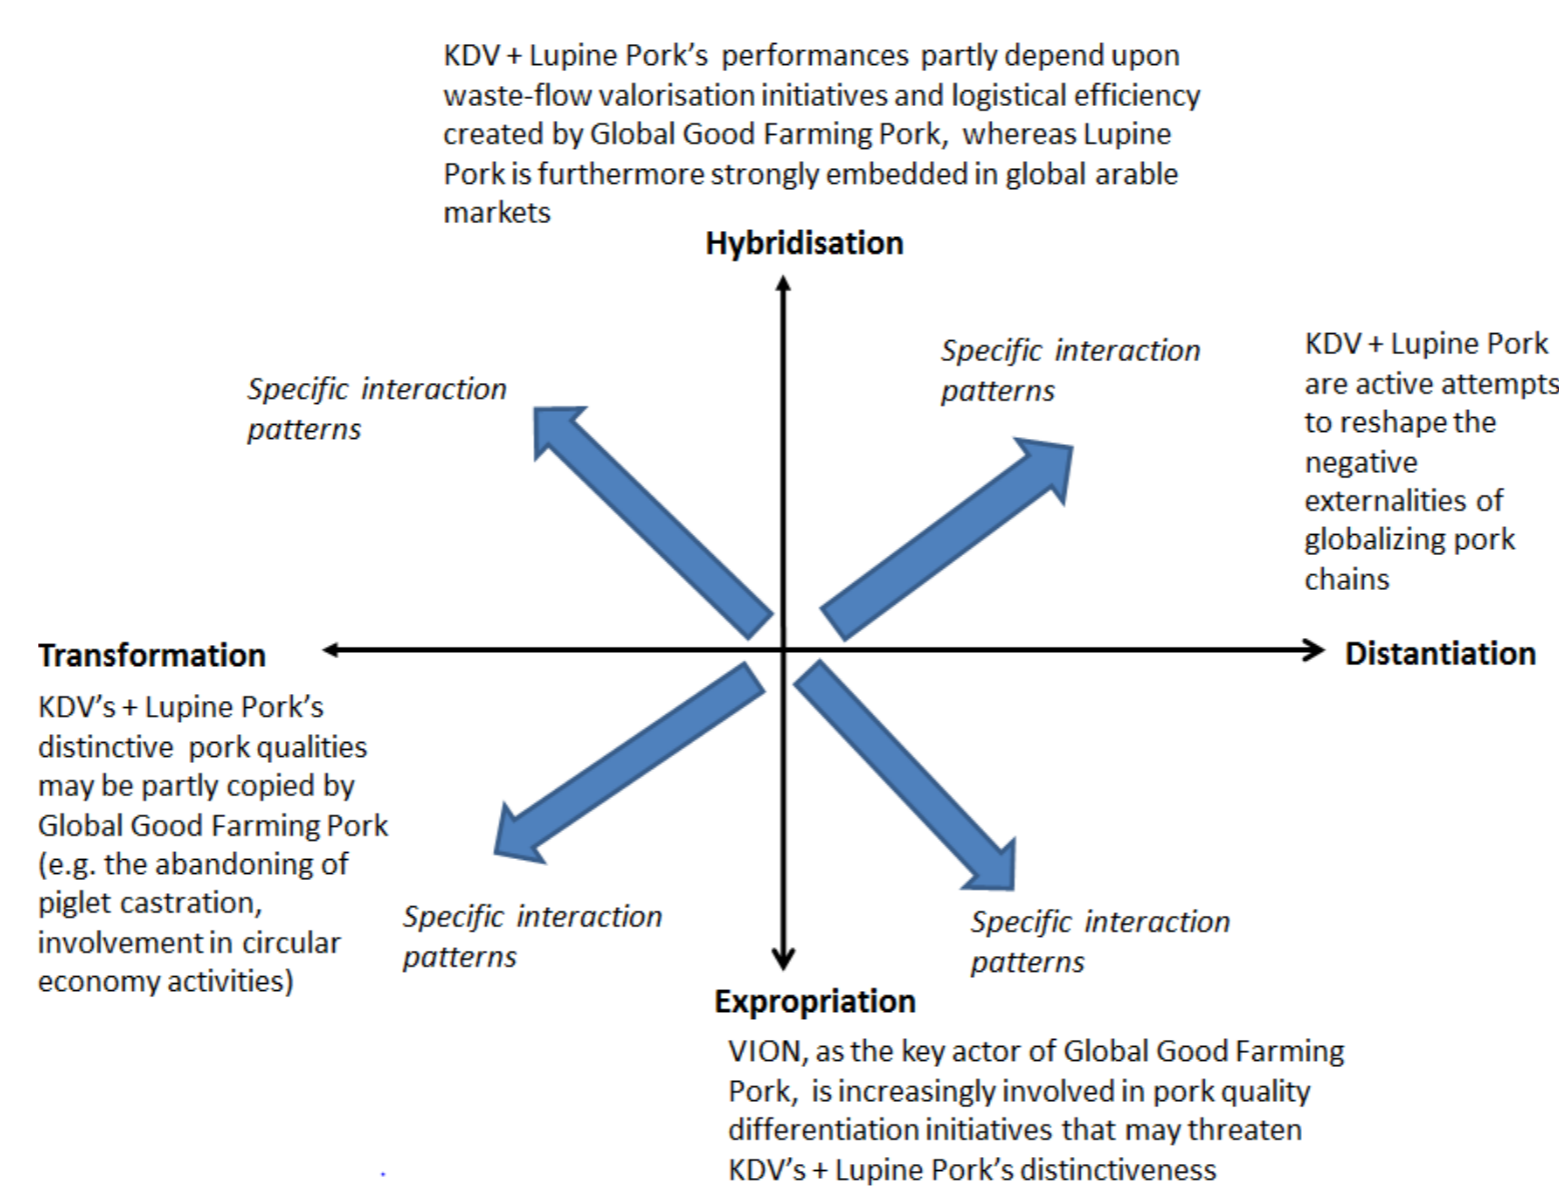 KDV + Lupine Pork's performances partly depend upon
waste-flow valorisation initiatives and logistical efficiency
created by Global Good Farming Pork, whereas Lupine
Pork is furthermore strongly embedded in global arable
markets
Hybridisation
Specific interaction
patterns
Specific interaction
patterns
KDV + Lupine Pork
are active attempts
to reshape the
negative
externalities of
globalizing pork
chains
Transformation
Distantiation
KDV's + Lupine Pork's
distinctive pork qualities
may be partly copied by
Global Good Farming Pork
(e.g. the abandoning of
piglet castration,
involvement in circular
economy activities)
Specific interaction
patterns
Specific interaction
patterns
Expropriation
VION, as the key actor of Global Good Farming
Pork, is increasingly involved in pork quality
differentiation initiatives that may threaten
KDV's + Lupine Pork's distinctiveness